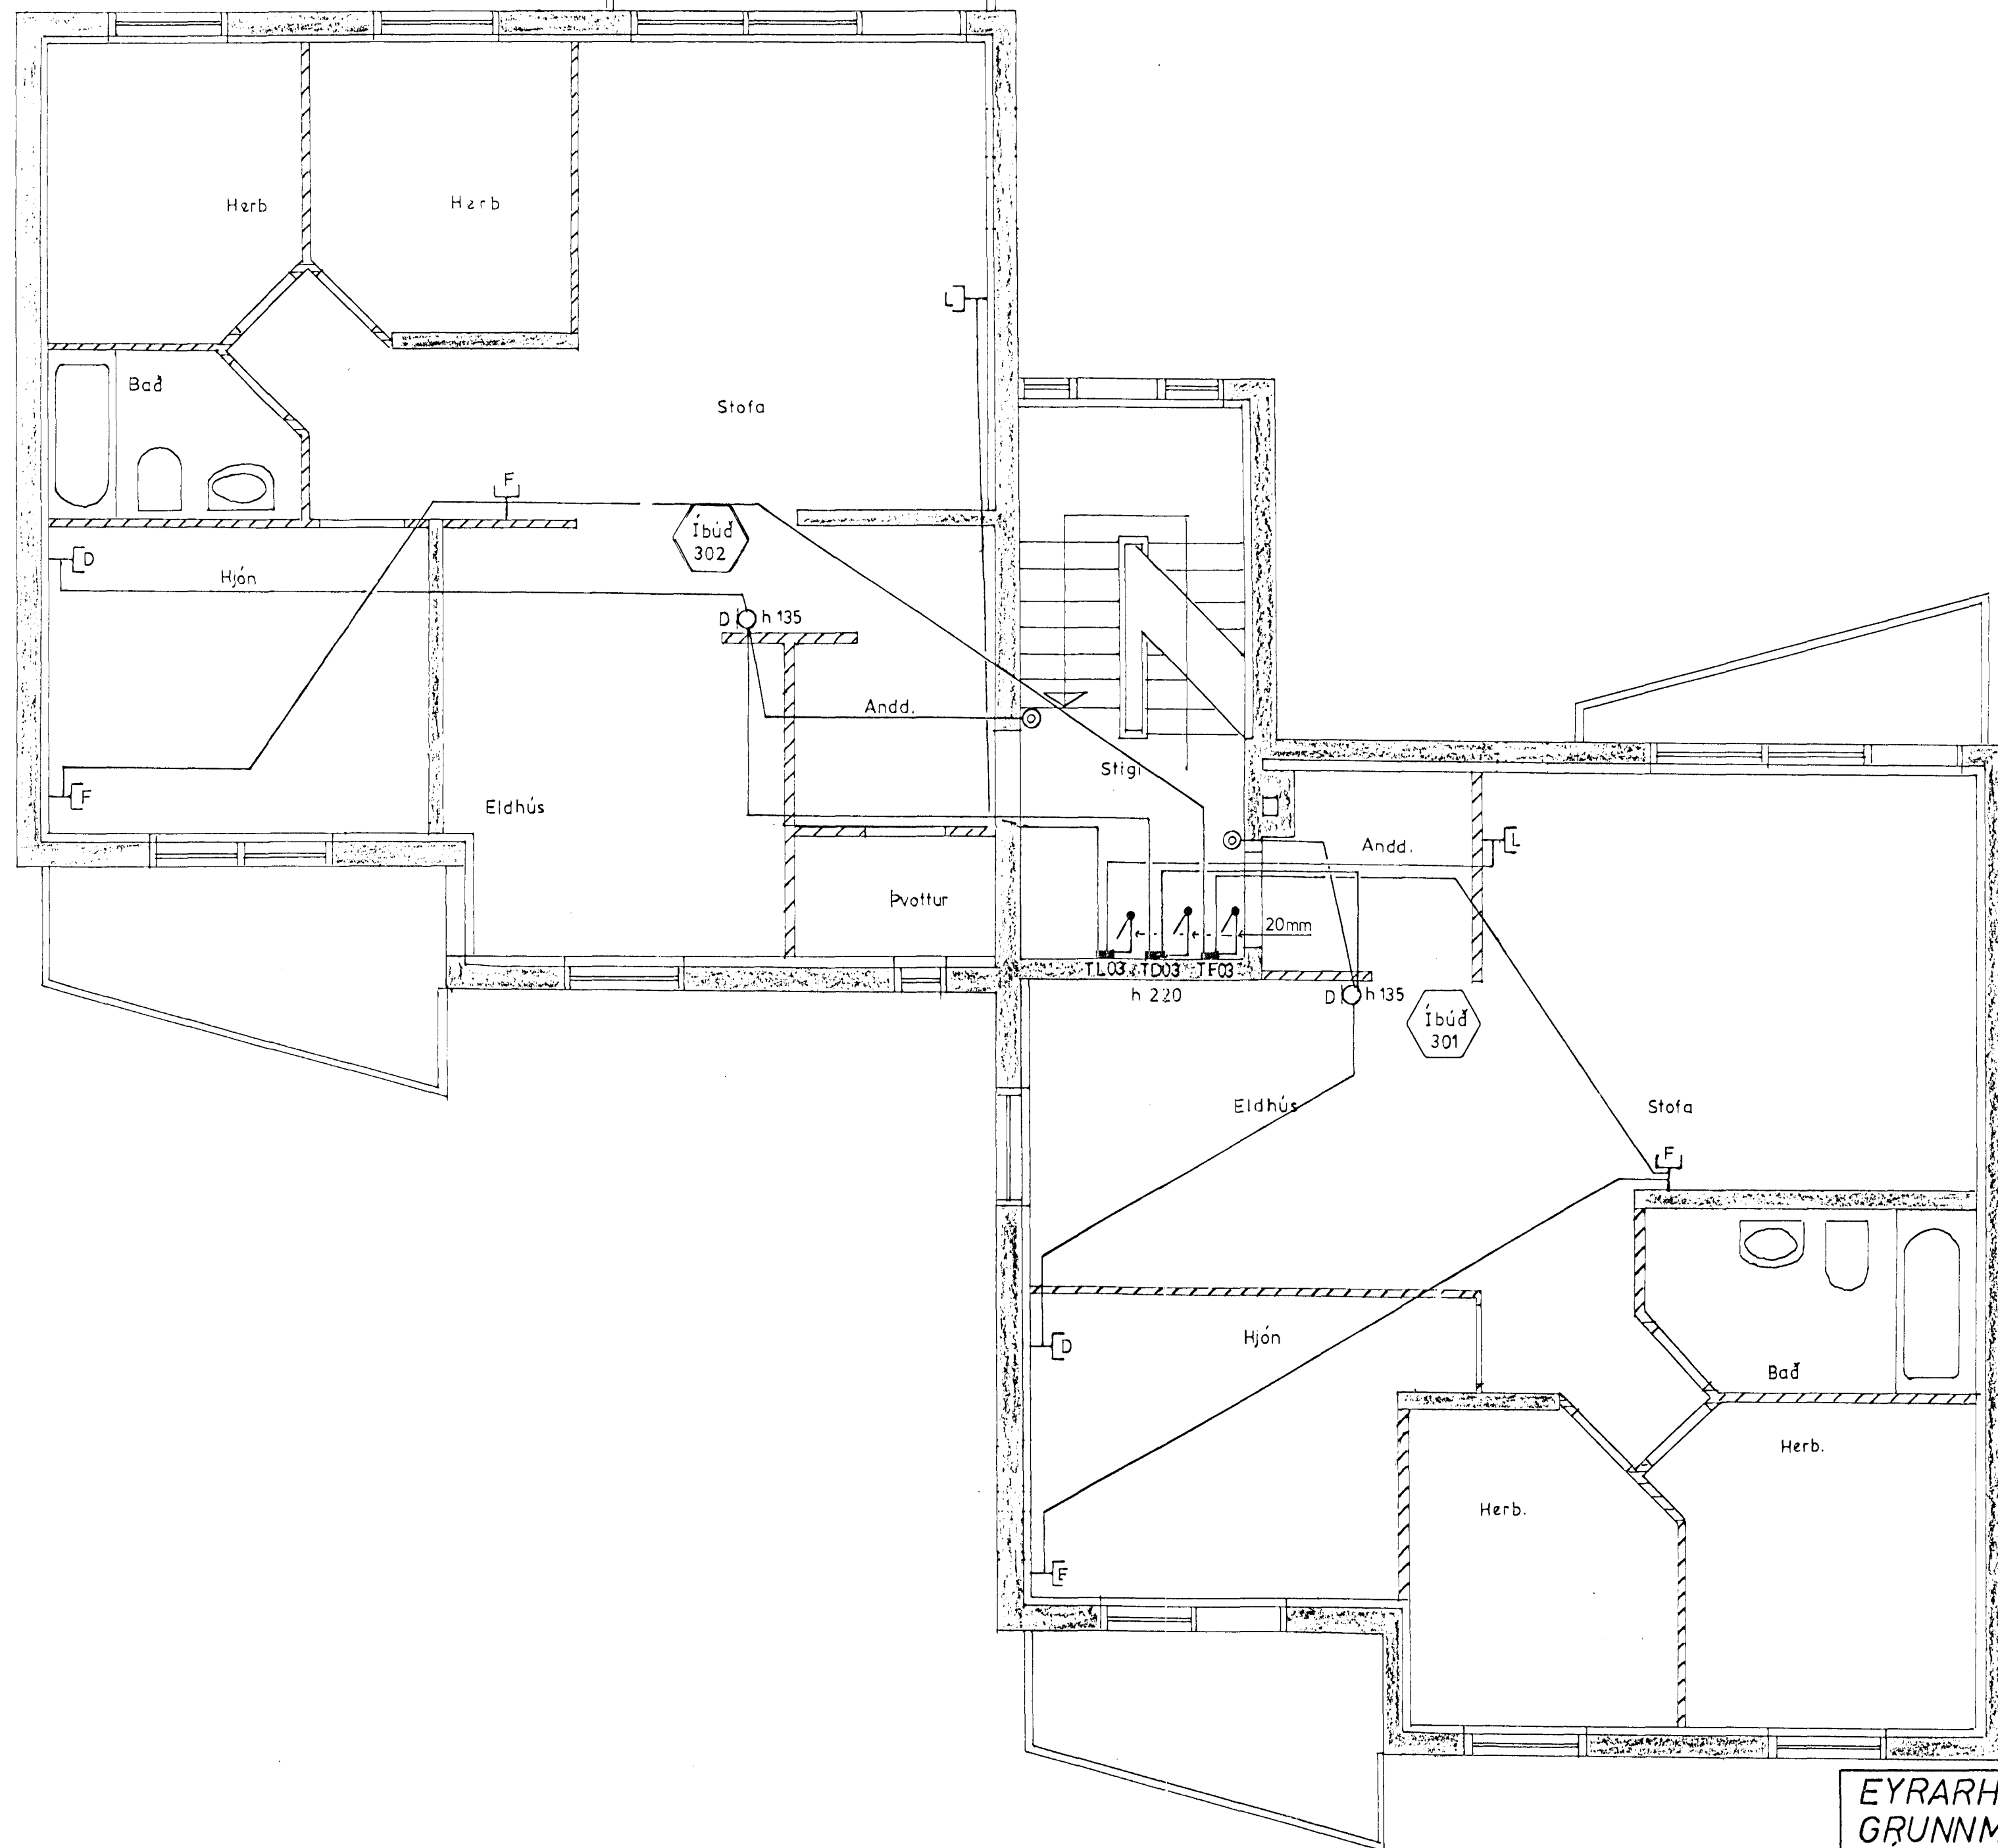 Herb
Herb
Bað
Stofa
L
F
Íbúð
302
D
Hjón
D h 135
Andd.
Stigi
F
Eldhús
Andd.
L
Þvottur
20mm
TL03 TD03 TF03
h 220
D h 135
Íbúð
301
Eldhús
Stofa
F
Hjón
D
Bað
Herb.
Herb.
F
EYRARH
GRUNNM